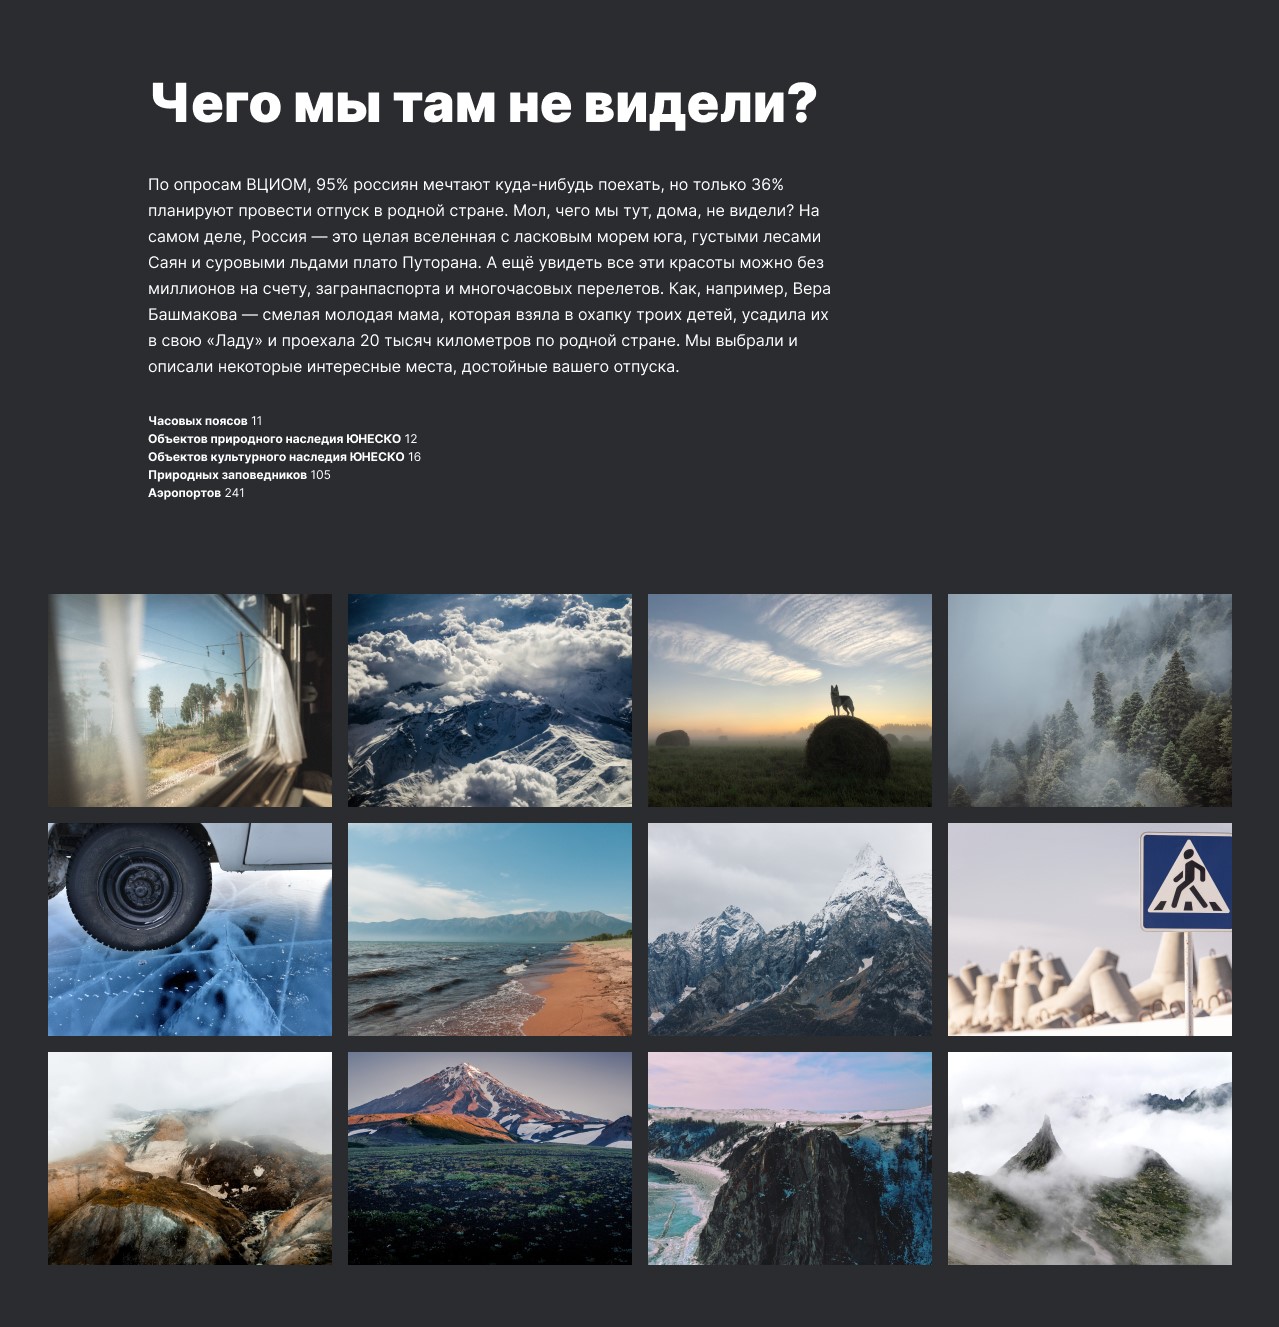 Чего мы там не видели?
По опросам ВЦИОМ, 95% россиян мечтают куда-нибудь поехать, но только 36%
планируют провести отпуск в родной стране. Мол, чего мы тут, дома, не видели? На
самом деле, Россия — это целая вселенная с ласковым морем юга, густыми лесами
Саян и суровыми льдами плато Путорана. А ещё увидеть все эти красоты можно без
миллионов на счету, загранпаспорта и многочасовых перелетов. Как, например, Вера
Башмакова — смелая молодая мама, которая взяла в охапку троих детей, усадила их
в свою «Ладу» и проехала 20 тысяч километров по родной стране. Мы выбрали и
описали некоторые интересные места, достойные вашего отпуска.
Часовых поясов 11
Объектов природного наследия ЮНЕСКО 12
Объектов культурного наследия ЮНЕСКО 16
Природных заповедников 105
Аэропортов 241